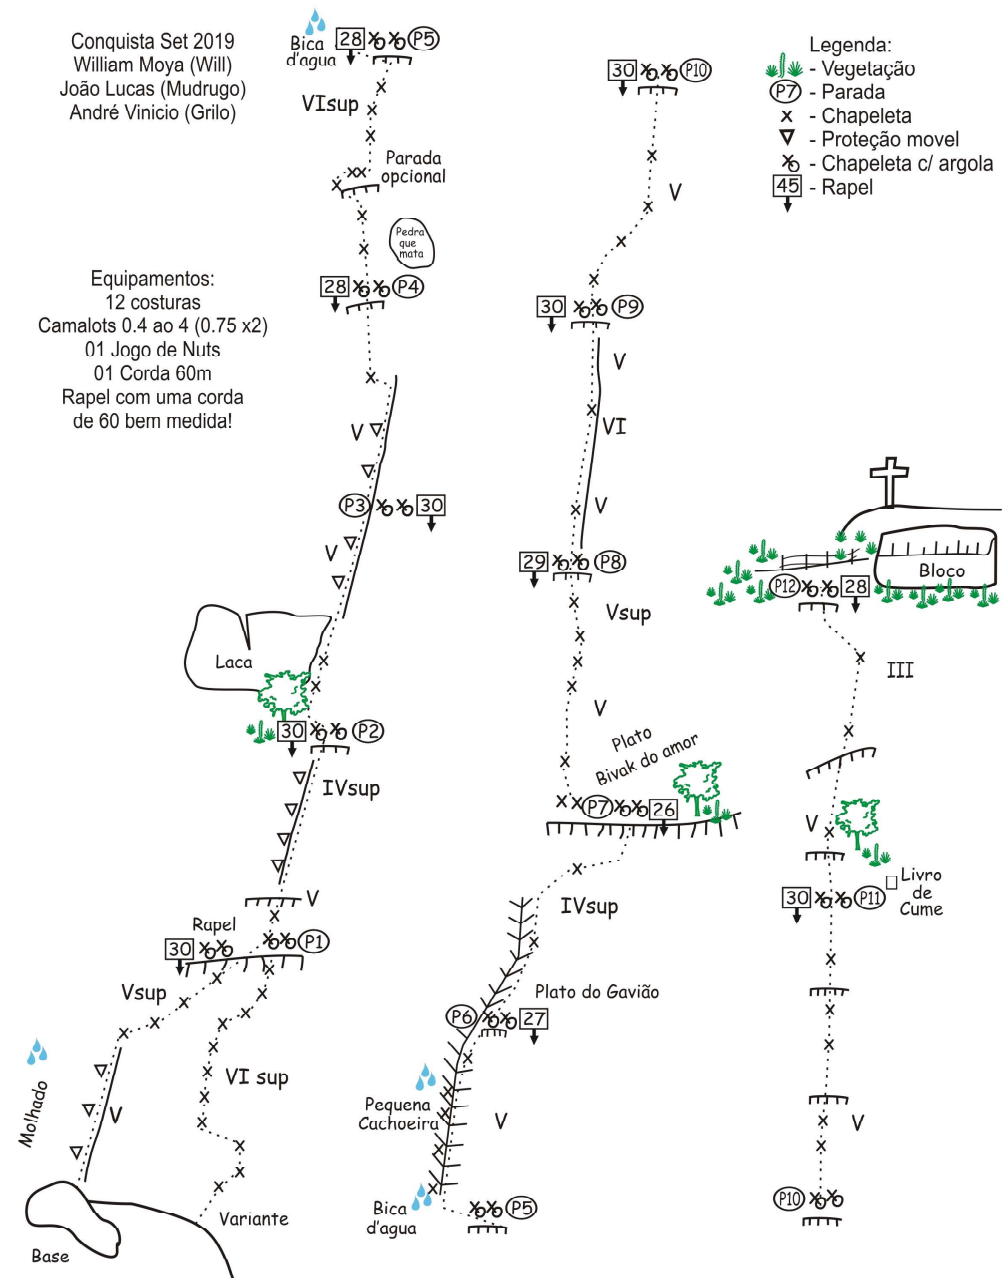 Conquista Set 2019
William Moya (Will)
João Lucas (Mudrugo)
André Vinicio (Grilo)
Bica
d'agua
28
P5
VIsup
Parada
opcional
Pedra
que
mata
28
P4
Equipamentos:
12 costuras
Camalots 0.4 ao 4 (0.75 x2)
01 Jogo de Nuts
01 Corda 60m
Rapel com uma corda
de 60 bem medida!
V
P3
30
V
Laca
30
P2
IVsup
V
Rapel
30
P1
Vsup
Molhado
V
VI sup
Variante
Base
30
P10
V
30
P9
V
VI
V
29
P8
Vsup
V
Plato
Bivak do amor
P7
26
IVsup
Plato do Gavião
P6
27
Pequena
Cachoeira
V
Bica
d'agua
P5
Legenda:
- Vegetação
P7 - Parada
x - Chapeleta
- Proteção movel
- Chapeleta c/ argola
45 - Rapel
Bloco
P12
28
III
V
Livro
de
Cume
30
P11
V
P10